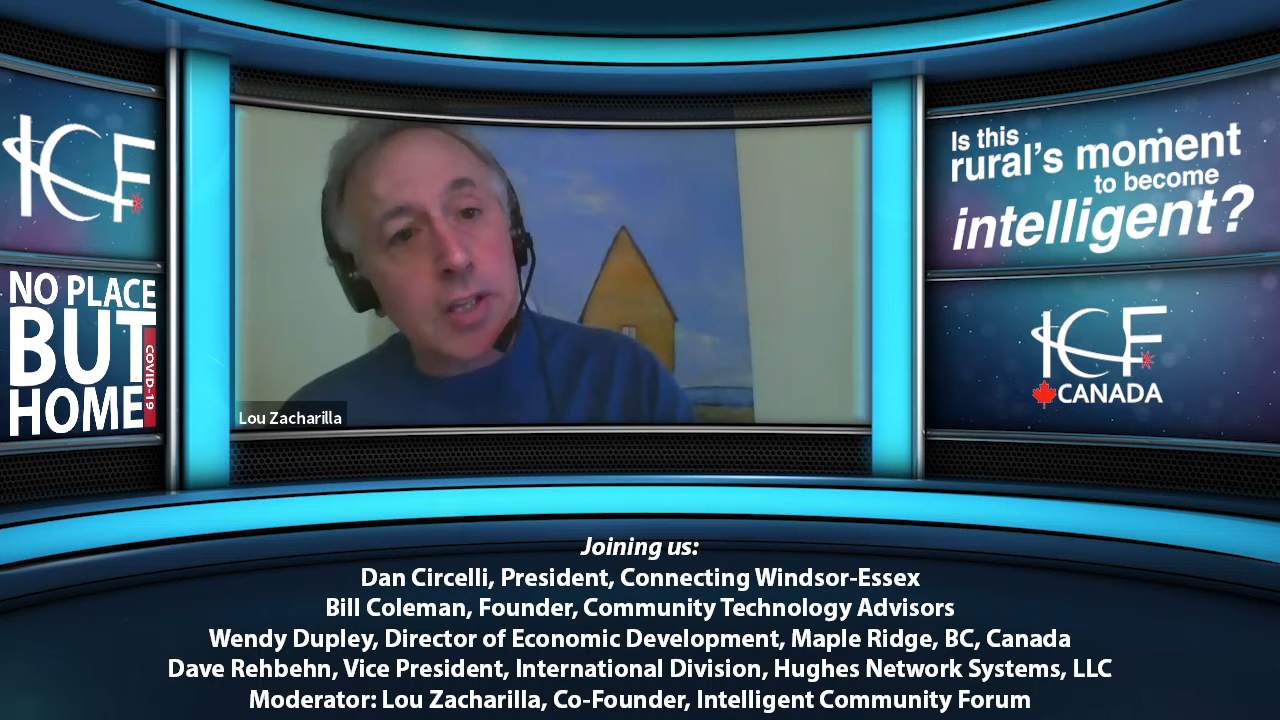 ICF
NO PLACE
BUT
HOME
COVID-19
Lou Zacharilla
Is this
rural's moment
to become
intelligent?
ICF
CANADA
Joining us:
Dan Circelli, President, Connecting Windsor-Essex
Bill Coleman, Founder, Community Technology Advisors
Wendy Dupley, Director of Economic Development, Maple Ridge, BC, Canada
Dave Rehbehn, Vice President, International Division, Hughes Network Systems, LLC
Moderator: Lou Zacharilla, Co-Founder, Intelligent Community Forum